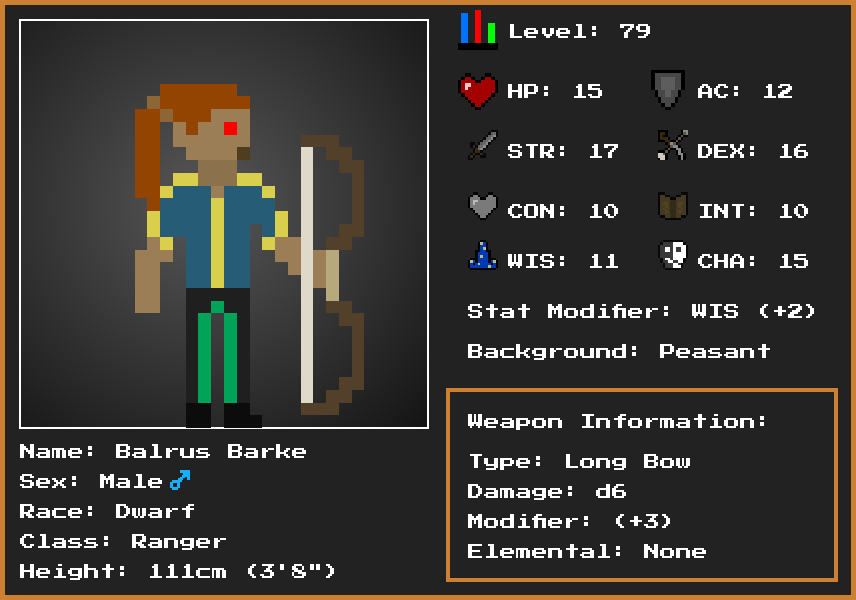 Level: 79
HP: 15
AC: 12
STR: 17
DEX: 16
CON: 10
INT: 10
WIS: 11
CHA: 15
Stat Modifier: WIS (+2)
Background: Peasant
Weapon Information:
Type: Long Bow
Damage: d6
Modifier: (+3)
Elemental: None
Name: Balrus Barke
Sex: Male ♂
Race: Dwarf
Class: Ranger
Height: 111cm (3'8")